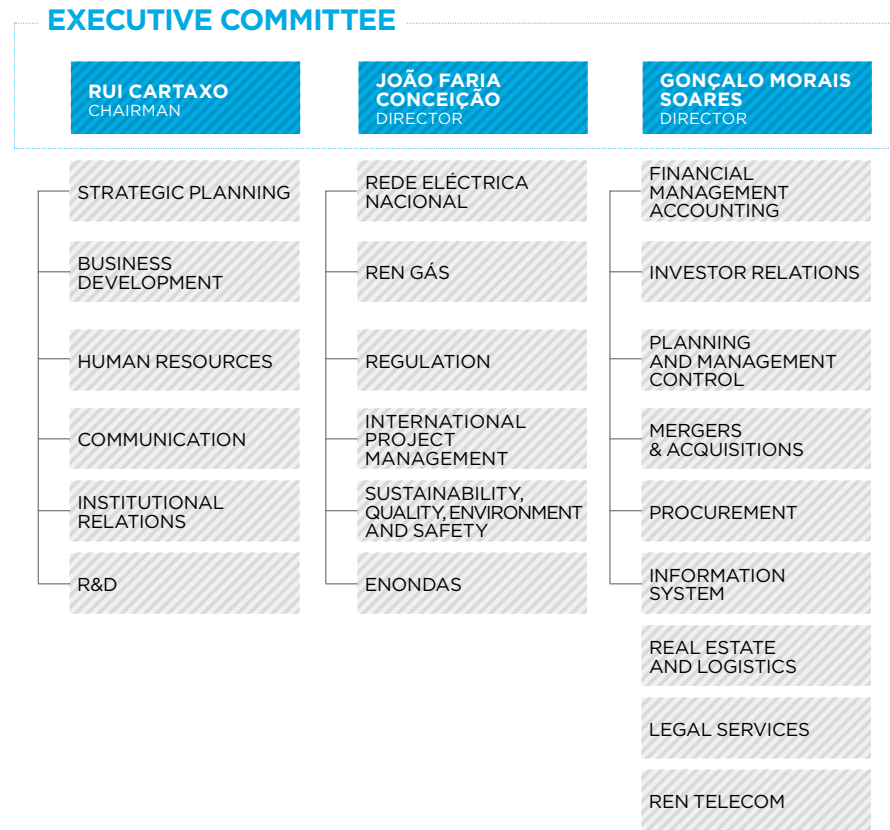 EXECUTIVE COMMITTEE
RUI CARTAXO
CHAIRMAN
STRATEGIC PLANNING
BUSINESS
DEVELOPMENT
HUMAN RESOURCES
COMMUNICATION
INSTITUTIONAL
RELATIONS
R&D
JOÃO FARIA
CONCEIÇÃO
DIRECTOR
REDE ELÉCTRICA
NACIONAL
REN GÁS
REGULATION
INTERNATIONAL
PROJECT
MANAGEMENT
SUSTAINABILITY,
QUALITY, ENVIRONMENT
AND SAFETY
ENONDAS
GONÇALO MORAIS
SOARES
DIRECTOR
FINANCIAL
MANAGEMENT
ACCOUNTING
INVESTOR RELATIONS
PLANNING
AND MANAGEMENT
CONTROL
MERGERS
& ACQUISITIONS
PROCUREMENT
INFORMATION
SYSTEM
REAL ESTATE
AND LOGISTICS
LEGAL SERVICES
REN TELECOM